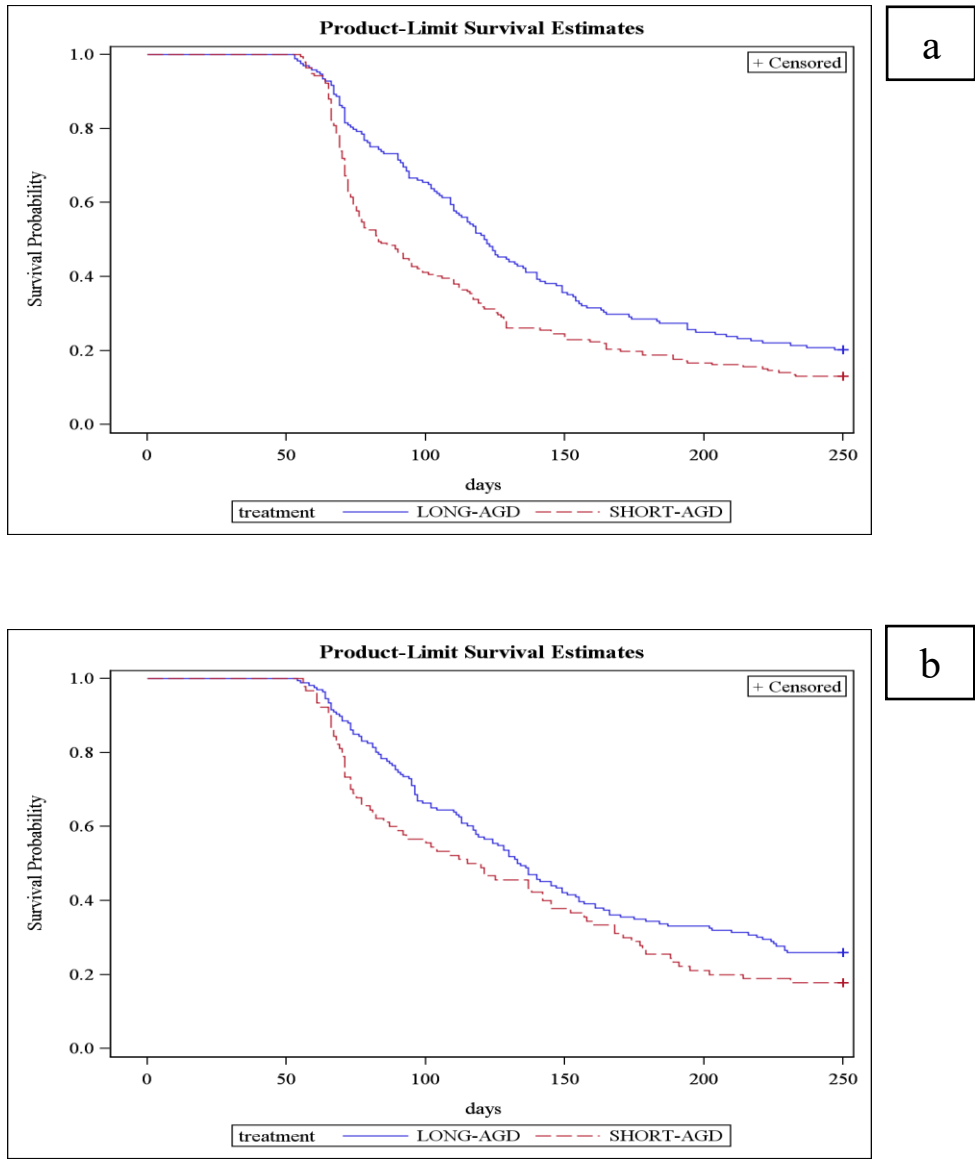 Product-Limit Survival Estimates
a
+ Censored
1.0
0.8
0.6
0.4
0.2
0.0
Survival Probability
0 50 100 150 200 250
days
treatment LONG-AGD SHORT-AGD
Product-Limit Survival Estimates
b
+ Censored
1.0
0.8
0.6
0.4
0.2
0.0
Survival Probability
0 50 100 150 200 250
days
treatment LONG-AGD SHORT-AGD